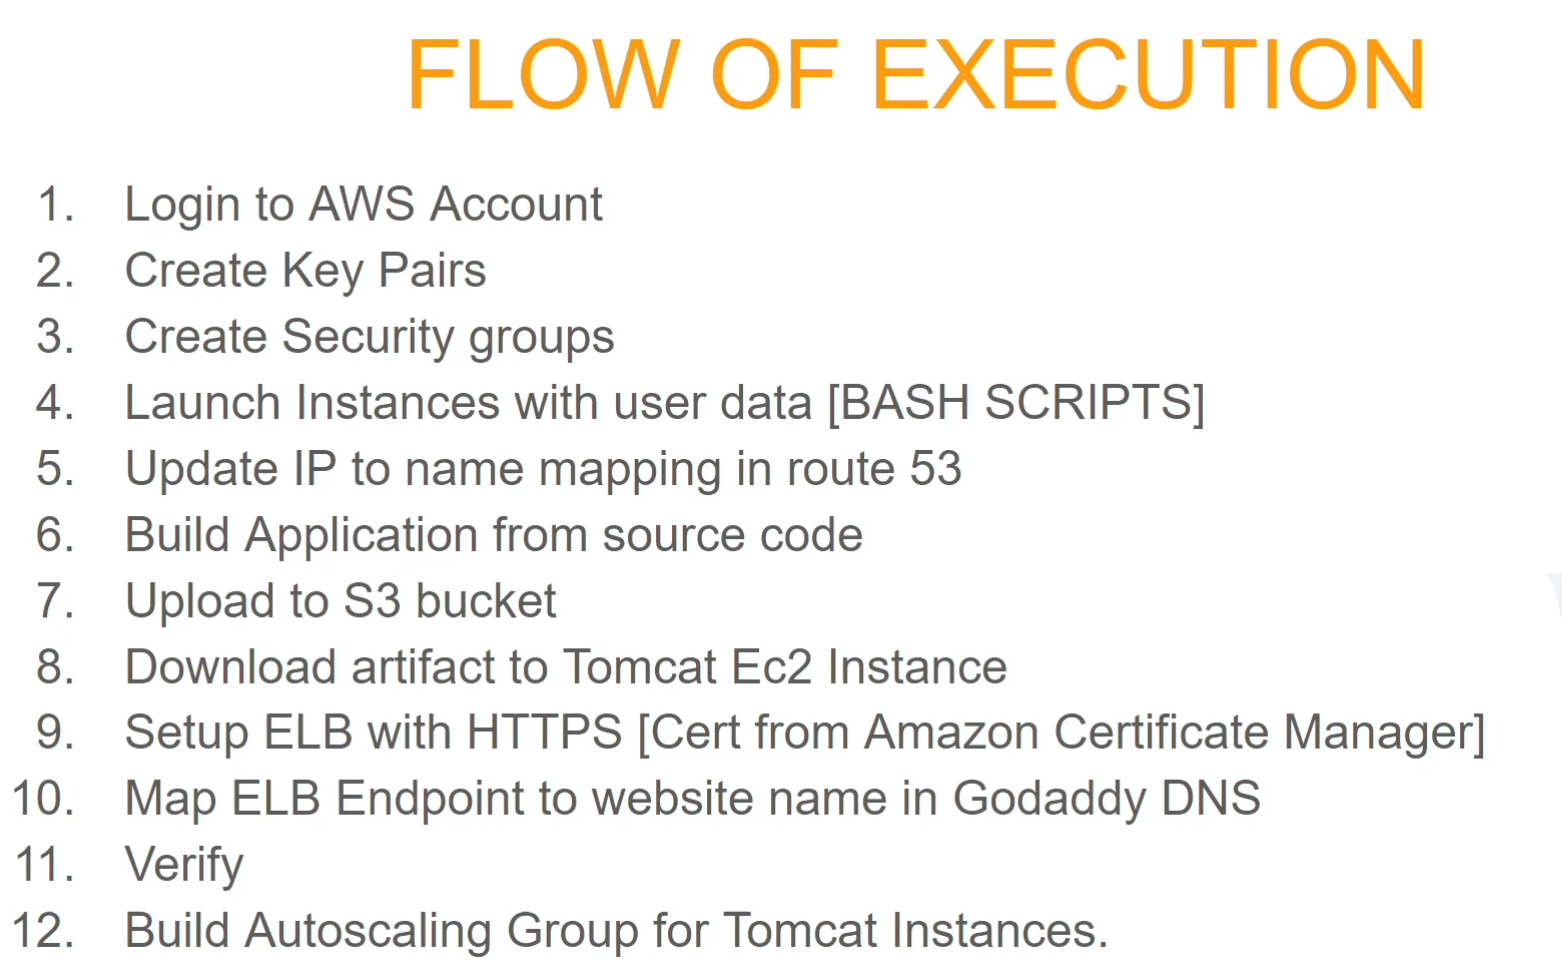 FLOW OF EXECUTION
1. Login to AWS Account
2. Create Key Pairs
3. Create Security groups
4. Launch Instances with user data [BASH SCRIPTS]
5. Update IP to name mapping in route 53
6. Build Application from source code
7. Upload to S3 bucket
8. Download artifact to Tomcat Ec2 Instance
9. Setup ELB with HTTPS [Cert from Amazon Certificate Manager]
10. Map ELB Endpoint to website name in Godaddy DNS
11. Verify
12. Build Autoscaling Group for Tomcat Instances.